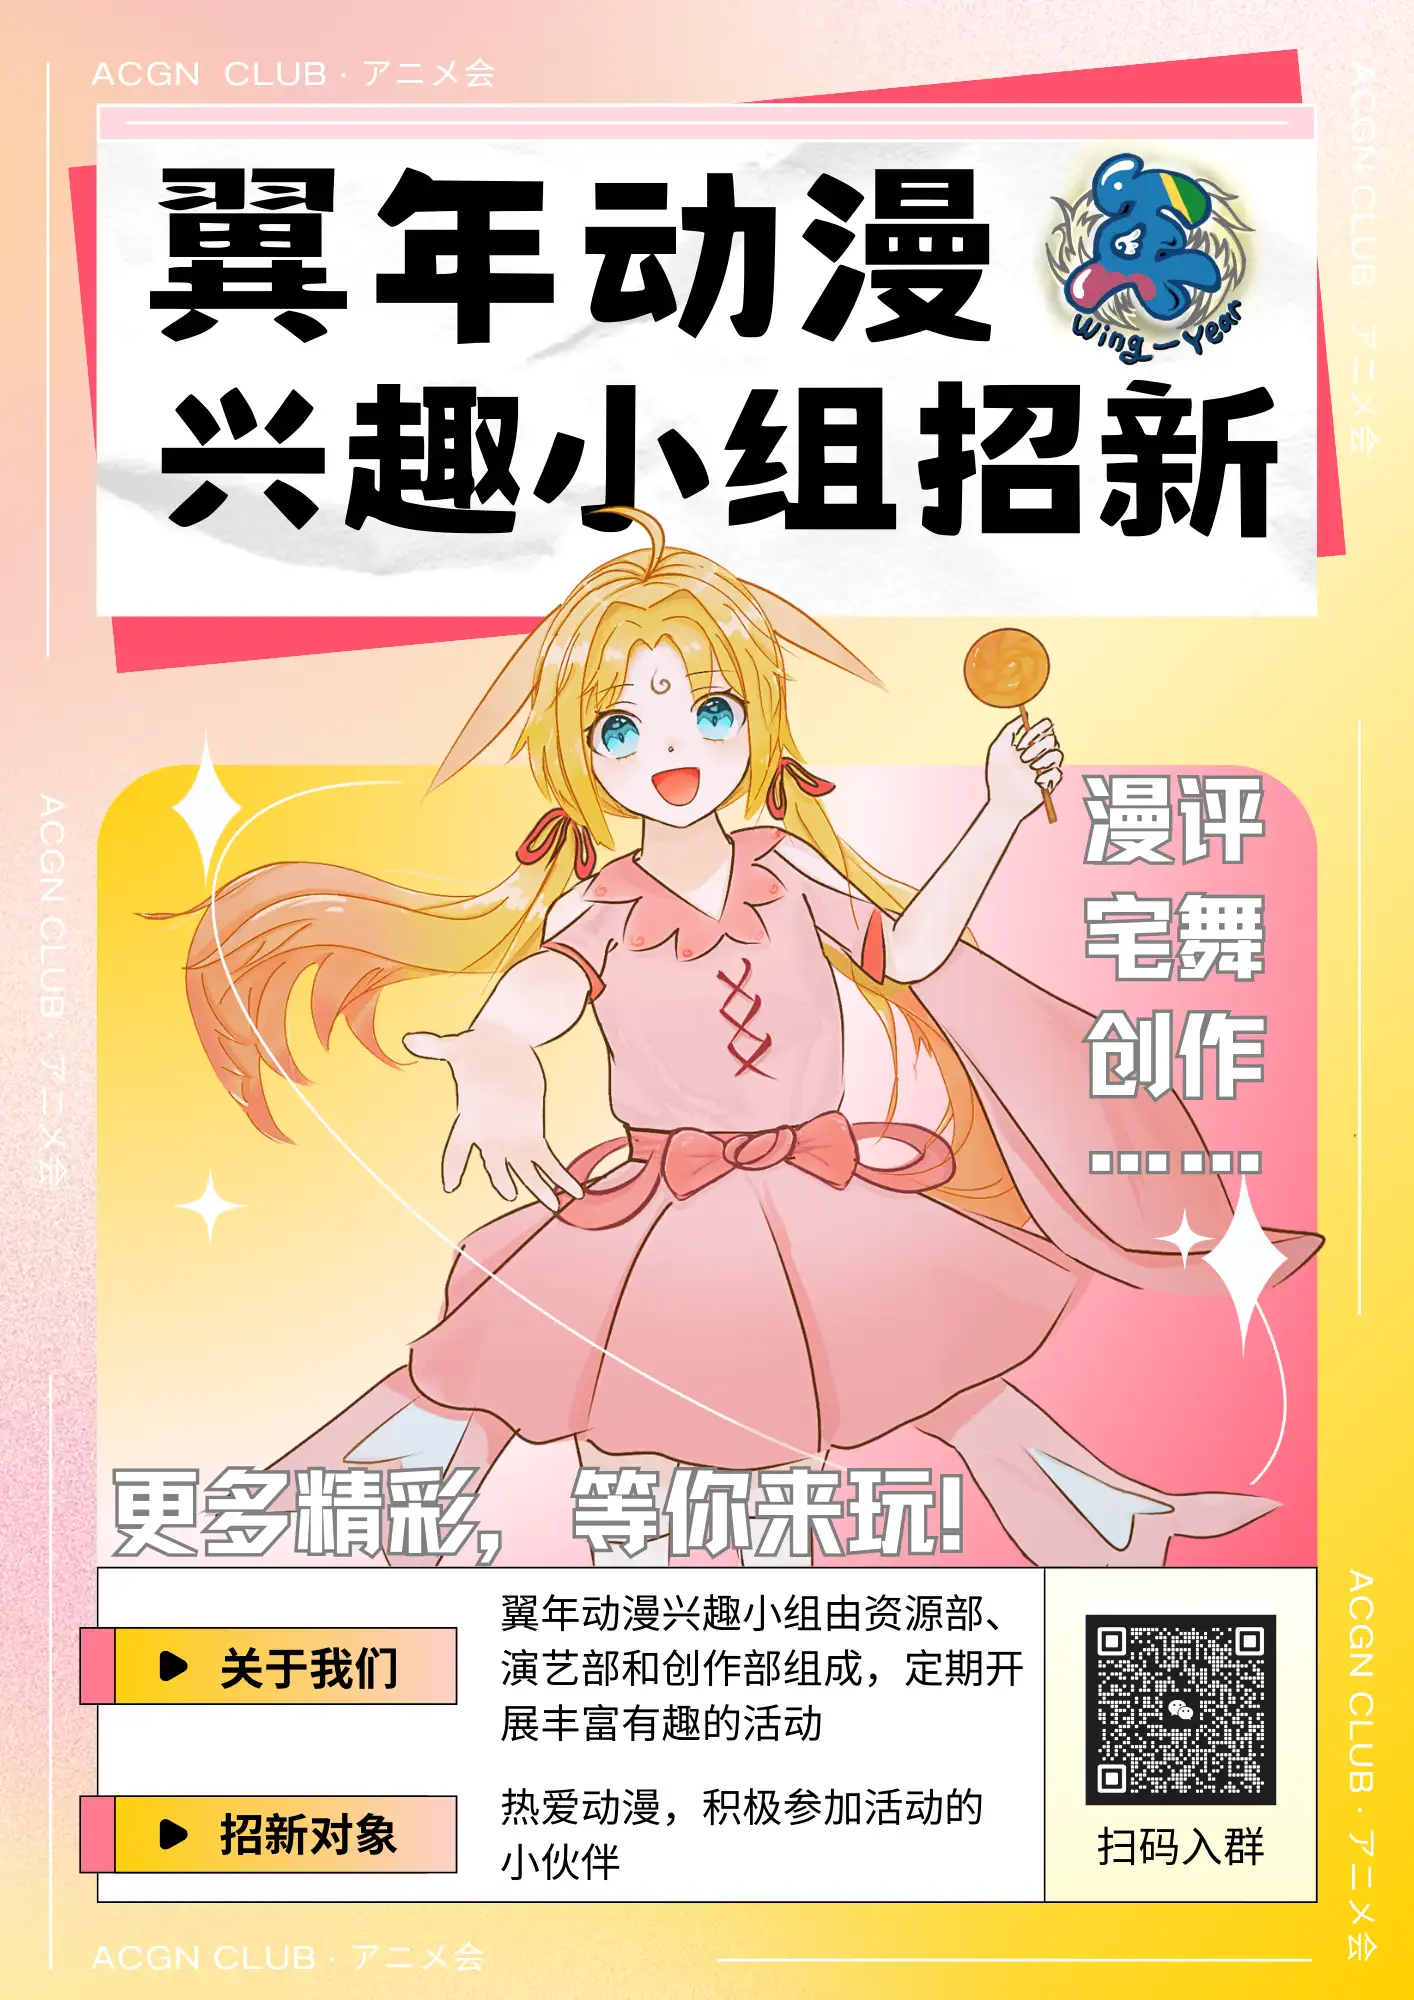 ACGN CLUB · アニメ会
ACGN CLUB · アニメ会
翼年动漫
Wing-Year
兴趣小组招新
漫评
宅舞
创作
……
ACGN CLUB アニメ会
更多精彩，等你来玩！
关于我们
翼年动漫兴趣小组由资源部、
演艺部和创作部组成，定期开
展丰富有趣的活动
招新对象
热爱动漫，积极参加活动的
小伙伴
扫码入群
ACGN CLUB · アニメ会
ACGN CLUB · アニメ会